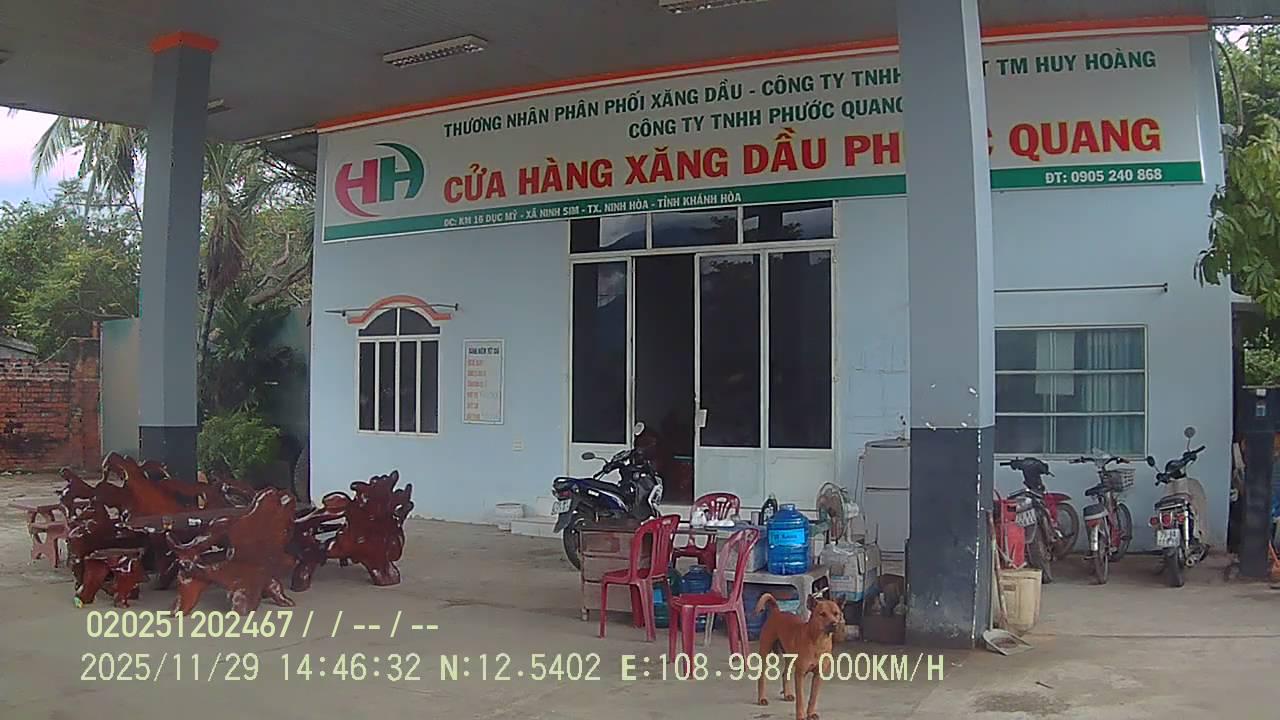 THƯƠNG NHÂN PHÂN PHỐI XĂNG DẦU - CÔNG TY TNHH T TM HUY HOÀNG
CÔNG TY TNHH PHƯỚC QUANG
HH
CỬA HÀNG XĂNG DẦU PH C QUANG
ĐC: KM 16 DỤC MỸ - XÃ NINH SIM - TX. NINH HÒA - TỈNH KHÁNH HÒA
ĐT: 0905 240 868
020251202467 / / -- / --
2025/11/29 14:46:32 N:12.5402 E:108.9987 000KM/H